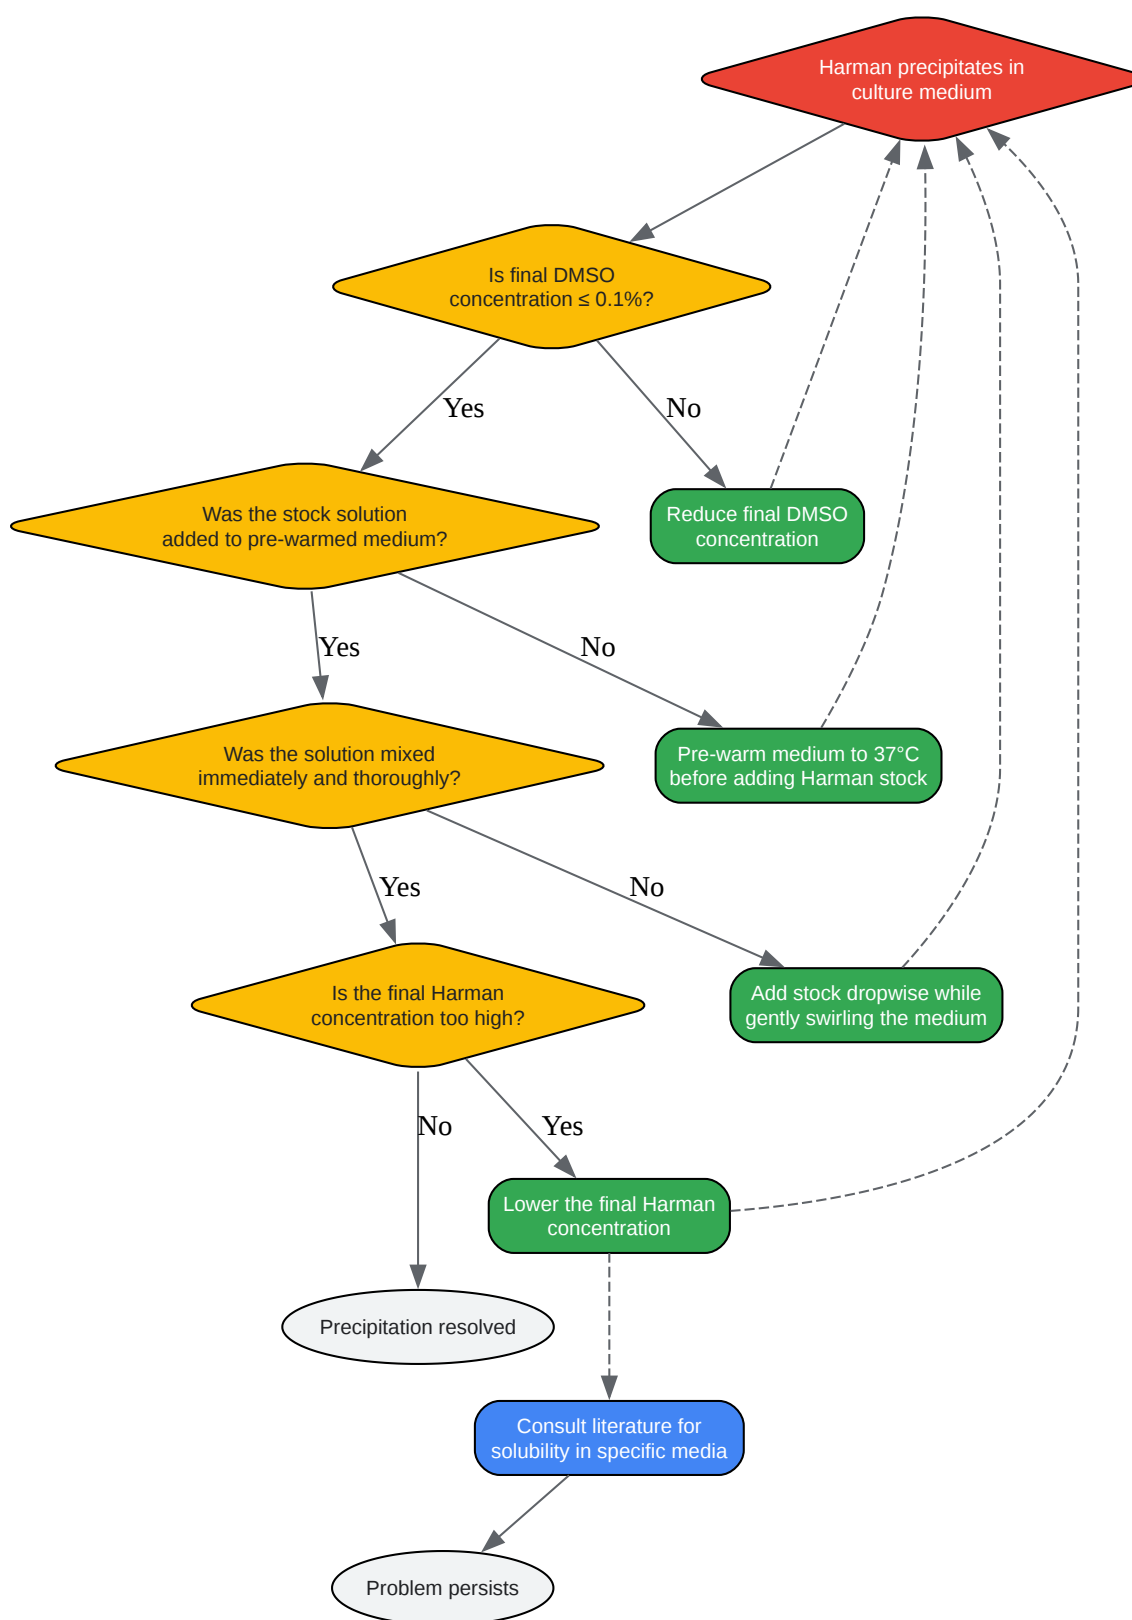 Harman precipitates in
culture medium
Is final DMSO
concentration ≤ 0.1%?
Yes
No
Was the stock solution
added to pre-warmed medium?
Reduce final DMSO
concentration
Yes
No
Was the solution mixed
immediately and thoroughly?
Pre-warm medium to 37°C
before adding Harman stock
Yes
No
Is the final Harman
concentration too high?
Add stock dropwise while
gently swirling the medium
No
Yes
Lower the final Harman
concentration
Precipitation resolved
Consult literature for
solubility in specific media
Problem persists